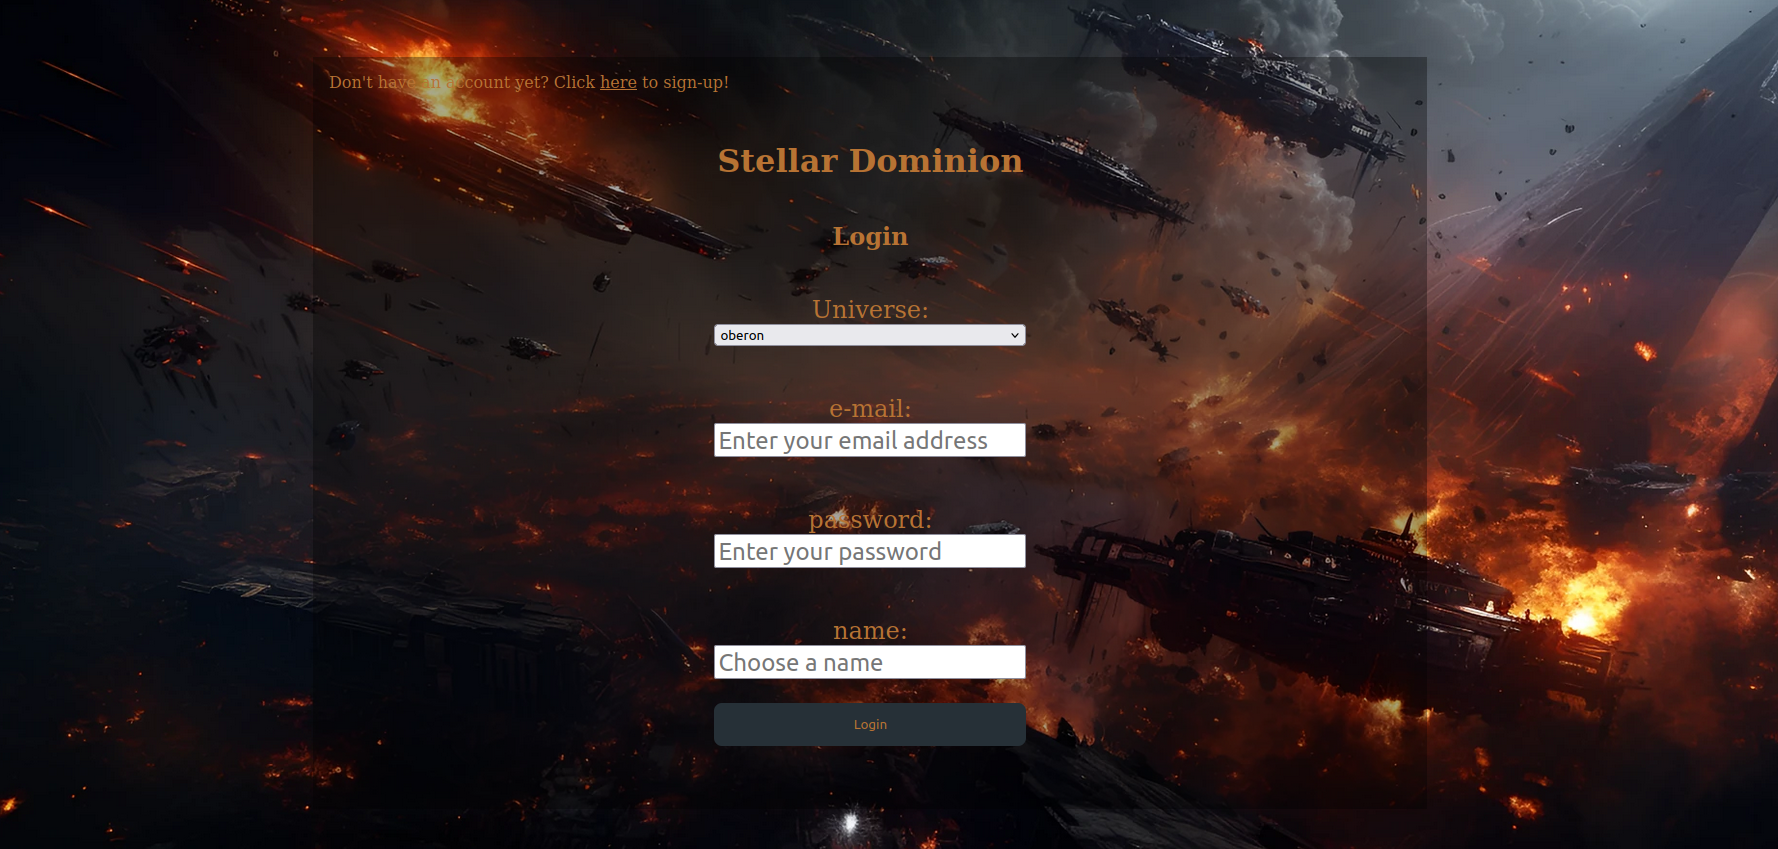 Don't have an account yet? Click here to sign-up!
Stellar Dominion
Login
Universe:
oberon
e-mail:
Enter your email address
password:
Enter your password
name:
Choose a name
Login